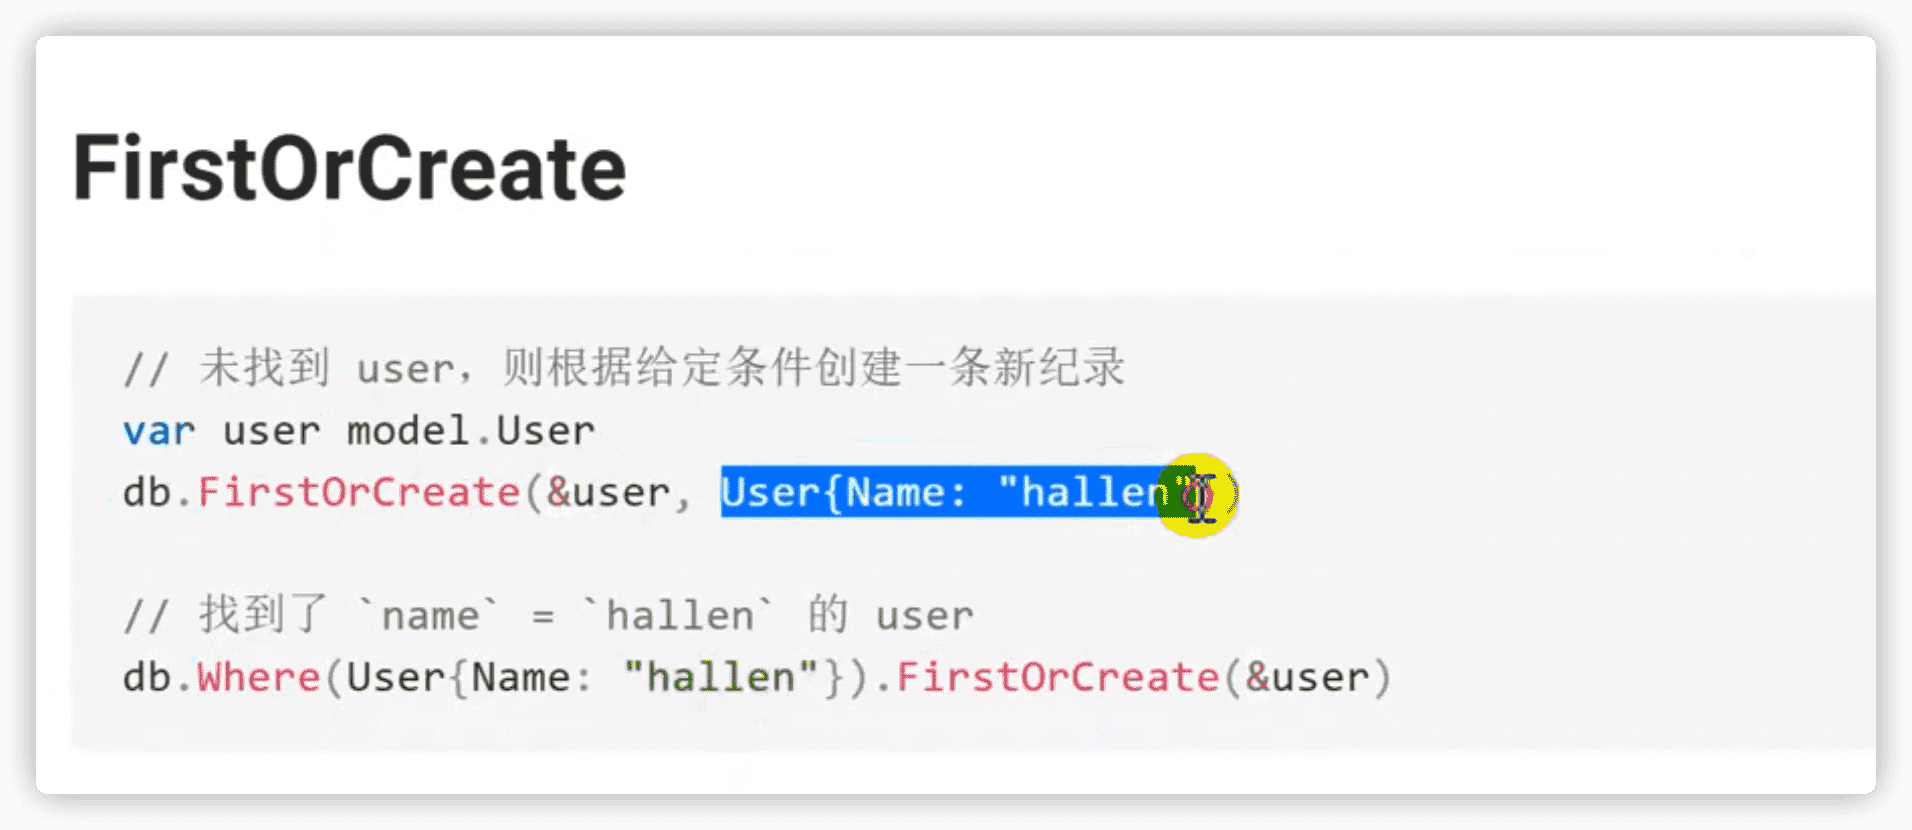 FirstOrCreate
// 未找到 user，则根据给定条件创建一条新纪录
var user model.User
db.FirstOrCreate(&user, User{Name: "hallen"})
// 找到了 `name` = `hallen` 的 user
db.Where(User{Name: "hallen"}).FirstOrCreate(&user)